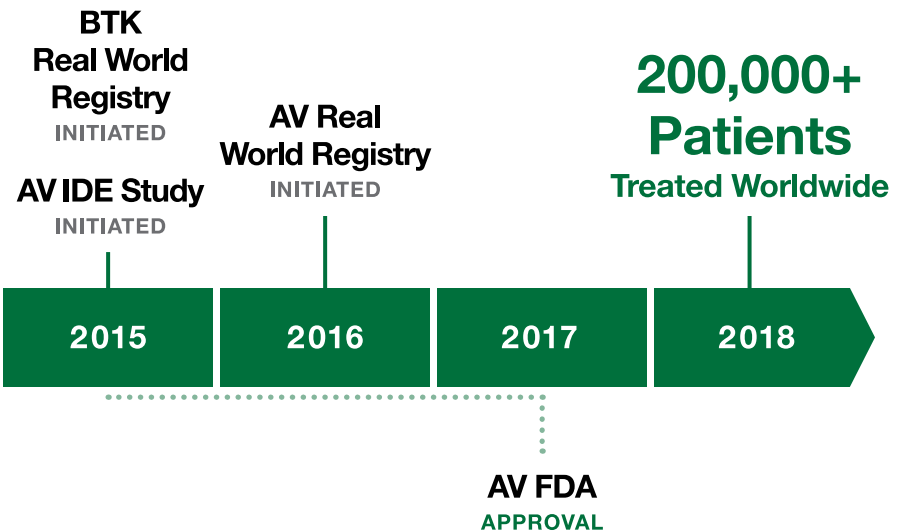 BTK
Real World
Registry
INITIATED
AV IDE Study
INITIATED
AV Real
World Registry
INITIATED
200,000+
Patients
Treated Worldwide
2015
2016
2017
2018
AV FDA
APPROVAL